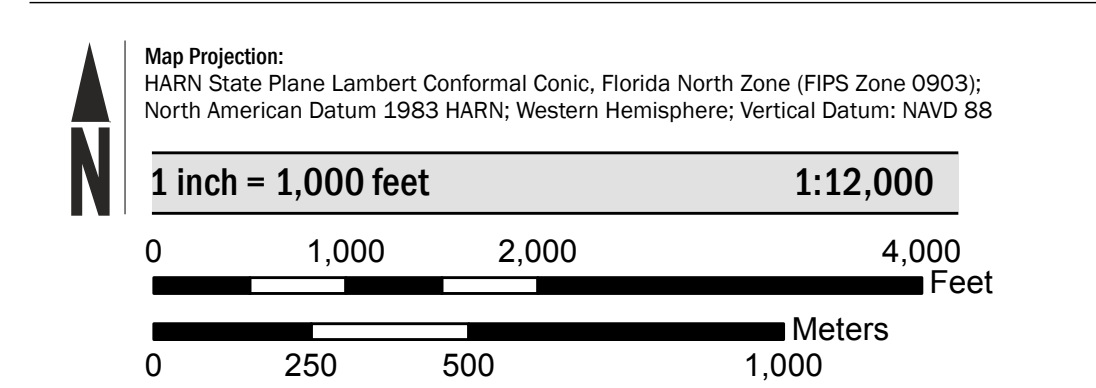 Map Projection:
HARN State Plane Lambert Conformal Conic, Florida North Zone (FIPS Zone 0903);
North American Datum 1983 HARN; Western Hemisphere; Vertical Datum: NAVD 88
N
1 inch = 1,000 feet 1:12,000
0 1,000 2,000 4,000
Feet
Meters
0 250 500 1,000